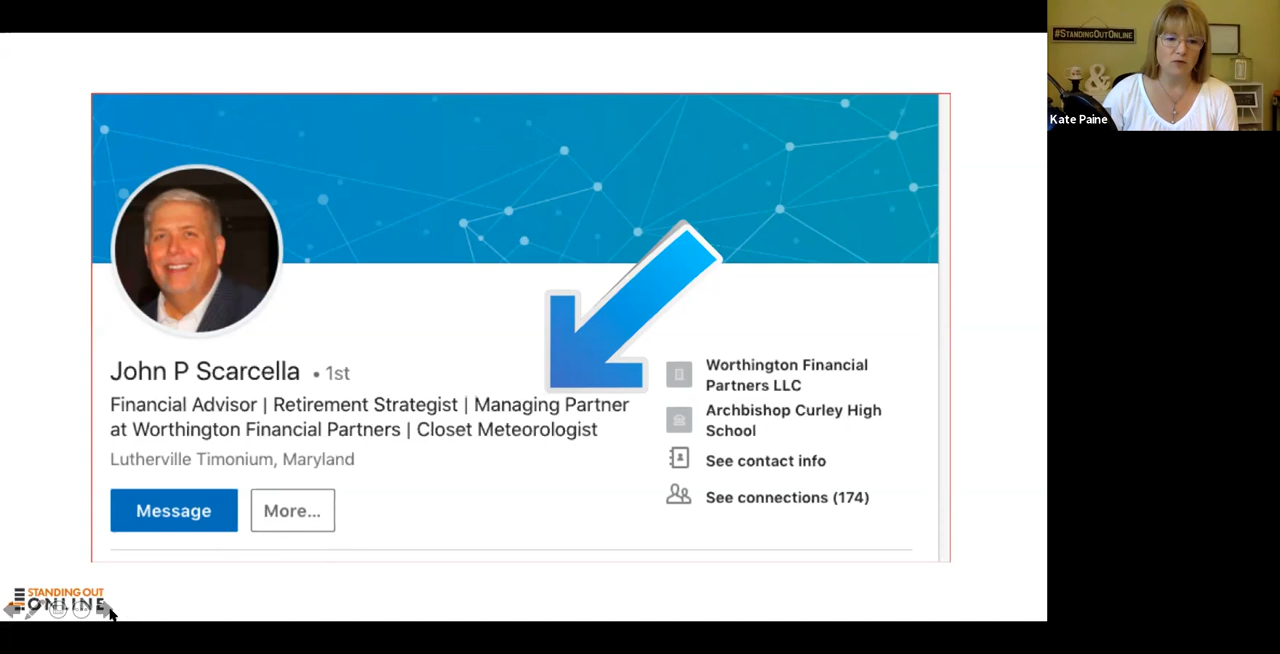 #STANDINGOUTONLINE
Kate Paine
John P Scarcella • 1st
Financial Advisor | Retirement Strategist | Managing Partner
at Worthington Financial Partners | Closet Meteorologist
Lutherville Timonium, Maryland
Message
More...
Worthington Financial
Partners LLC
Archbishop Curley High
School
See contact info
See connections (174)
STANDING OUT
ONLINE